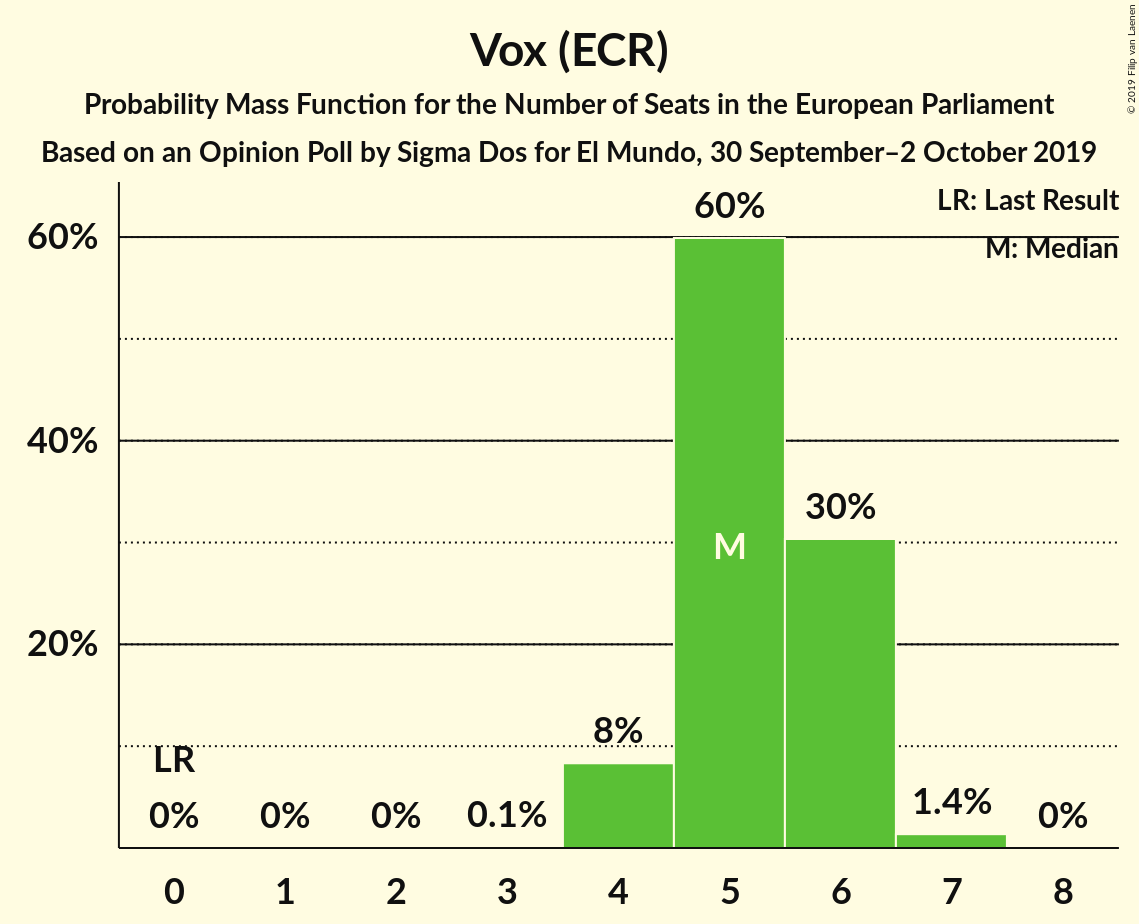 Vox (ECR)
Probability Mass Function for the Number of Seats in the European Parliament
Based on an Opinion Poll by Sigma Dos for El Mundo, 30 September–2 October 2019
© 2019 Filip van Laenen
LR: Last Result
M: Median
60%
40%
20%
LR
0%
0%
0%
0.1%
8%
60%
M
30%
1.4%
0%
0 1 2 3 4 5 6 7 8